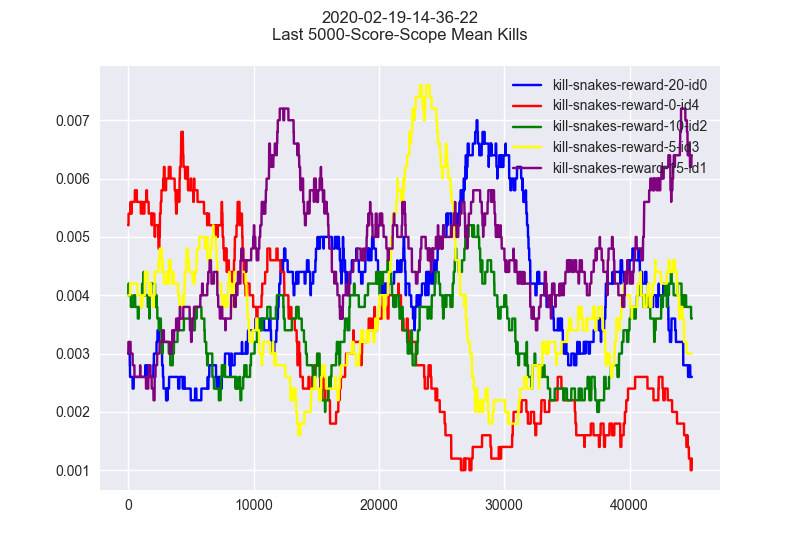 2020-02-19-14-36-22
Last 5000-Score-Scope Mean Kills
kill-snakes-reward-20-id0
kill-snakes-reward-0-id4
kill-snakes-reward-10-id2
kill-snakes-reward-5-id3
kill-snakes-reward-15-id1
0.007
0.006
0.005
0.004
0.003
0.002
0.001
0
10000
20000
30000
40000